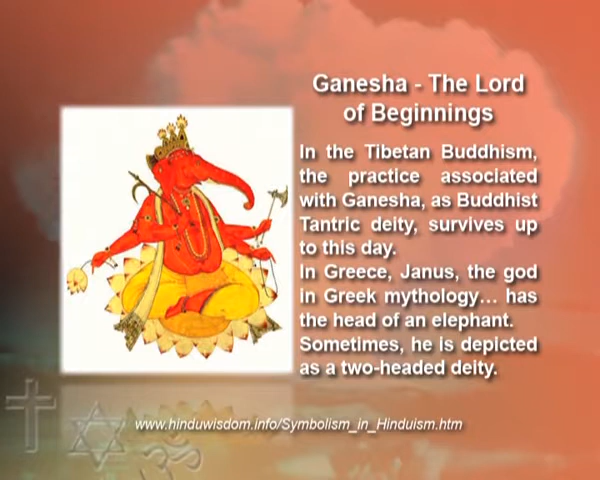 Ganesha - The Lord
of Beginnings
In the Tibetan Buddhism,
the practice associated
with Ganesha, as Buddhist
Tantric deity, survives up
to this day.
In Greece, Janus, the god
in Greek mythology... has
the head of an elephant.
Sometimes, he is depicted
as a two-headed deity.
www.hinduwisdom.info/Symbolism_in_Hinduism.htm